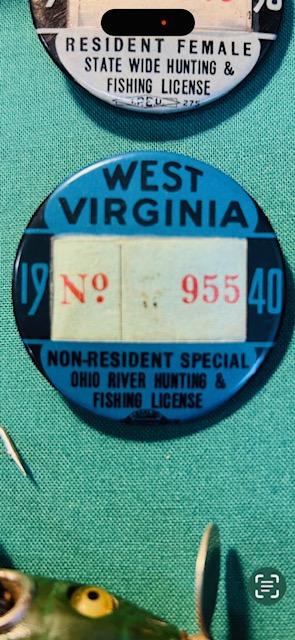 RESIDENT FEMALE
STATE WIDE HUNTING &
FISHING LICENSE
275
WEST
VIRGINIA
19 Nº 955 40
NON-RESIDENT SPECIAL
OHIO RIVER HUNTING &
FISHING LICENSE